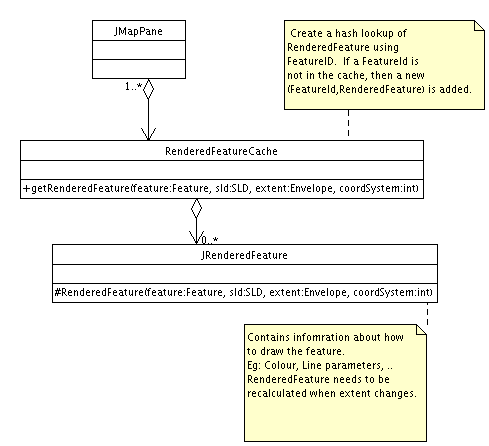 JMapPane
1..*
Create a hash lookup of
RenderedFeature using
FeatureID. If a FeatureId is
not in the cache, then a new
(FeatureId,RenderedFeature) is added.
RenderedFeatureCache
+getRenderedFeature(feature:Feature, sld:SLD, extent:Envelope, coordSystem:int)
0..*
JRenderedFeature
#RenderedFeature(feature:Feature, sld:SLD, extent:Envelope, coordSystem:int)
Contains infomration about how
to draw the feature.
Eg: Colour, Line parameters, ..
RenderedFeature needs to be
recalculated when extent changes.